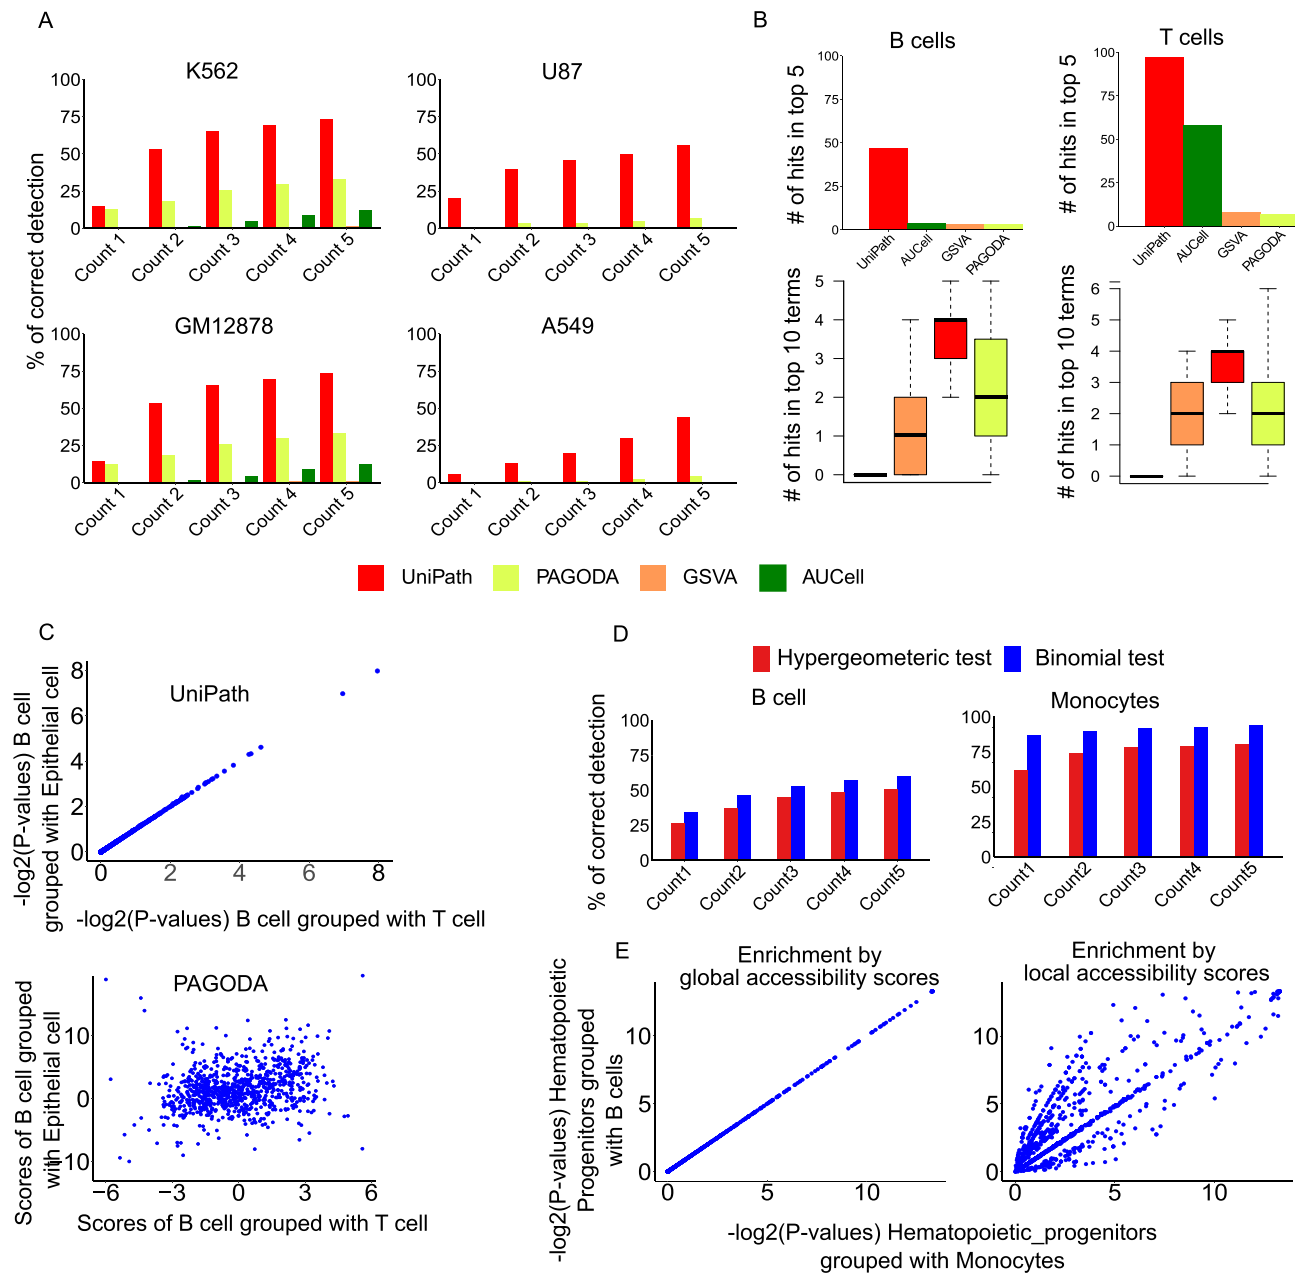 A
K562
U87
% of correct detection
100
75
50
25
0
Count 1
Count 2
Count 3
Count 4
Count 5
100
75
50
25
0
Count 1
Count 2
Count 3
Count 4
Count 5
GM12878
A549
100
75
50
25
0
Count 1
Count 2
Count 3
Count 4
Count 5
100
75
50
25
0
Count 1
Count 2
Count 3
Count 4
Count 5
B
B cells
T cells
# of hits in top 5
100
75
50
25
0
UniPath
AUCell
GSVA
PAGODA
# of hits in top 5
100
75
50
25
0
UniPath
AUCell
GSVA
PAGODA
# of hits in top 10 terms
5
4
3
2
1
0
# of hits in top 10 terms
6
5
4
3
2
1
0
UniPath
PAGODA
GSVA
AUCell
C
UniPath
-log2(P-values) B cell
grouped with Epithelial cell
8
6
4
2
0
0
2
4
6
8
-log2(P-values) B cell grouped with T cell
PAGODA
Scores of B cell grouped
with Epithelial cell
10
0
10
−6
−3
0
3
6
Scores of B cell grouped with T cell
D
Hypergeometeric test
Binomial test
B cell
Monocytes
% of correct detection
100
75
50
25
0
Count1
Count2
Count3
Count4
Count5
100
75
50
25
0
Count1
Count2
Count3
Count4
Count5
E
Enrichment by
global accessibility scores
Enrichment by
local accessibility scores
-log2(P-values) Hematopoietic
Progenitors grouped
with B cells
10
5
0
0
5
10
10
5
0
0
5
10
-log2(P-values) Hematopoietic_progenitors
grouped with Monocytes